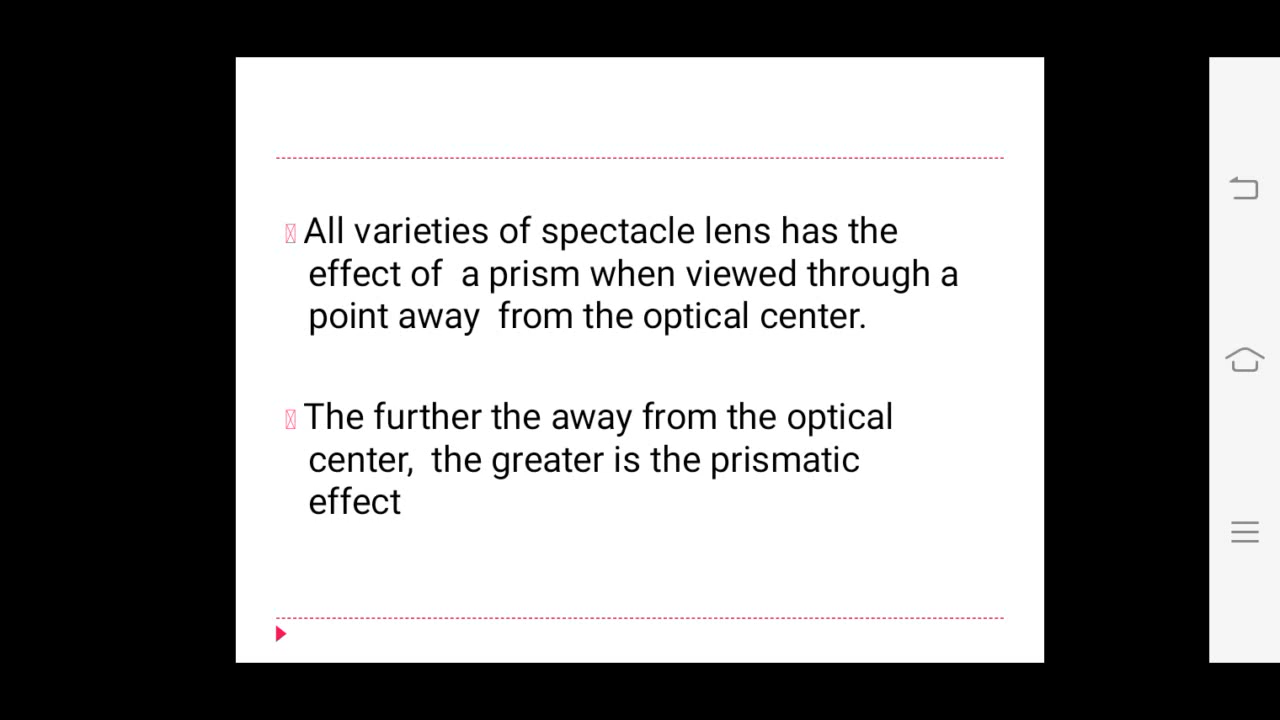 All varieties of spectacle lens has the
effect of  a prism when viewed through a
point away  from the optical center.
The further the away from the optical
center,  the greater is the prismatic
effect